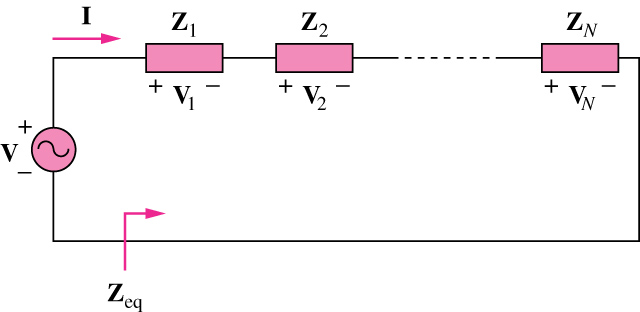 I
Z1 Z2 ZN
+ V1 − + V2 − + VN −
+
V
−
Zeq